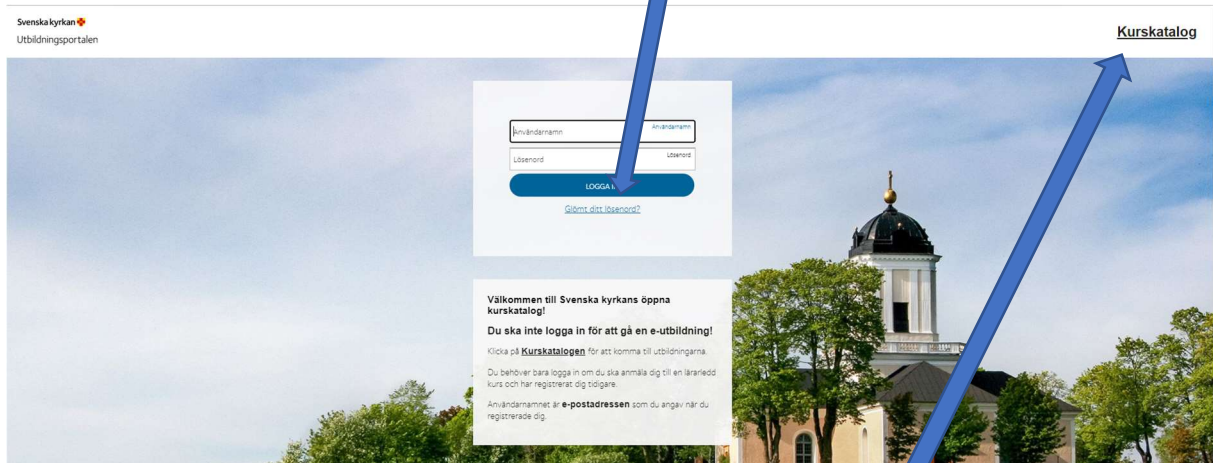 Svenska kyrkan
Utbildningsportalen
Kurskatalog
Användarnamn Användarnamn
Lösenord Lösenord
LOGGA I
Glömt ditt lösenord?
Välkommen till Svenska kyrkans öppna
kurskatalog!
Du ska inte logga in för att gå en e-utbildning!
Klicka på Kurskatalogen för att komma till utbildningarna.
Du behöver bara logga in om du ska anmäla dig till en lärarledd
kurs och har registrerat dig tidigare.
Användarnamnet är e-postadressen som du angav när du
registrerade dig.